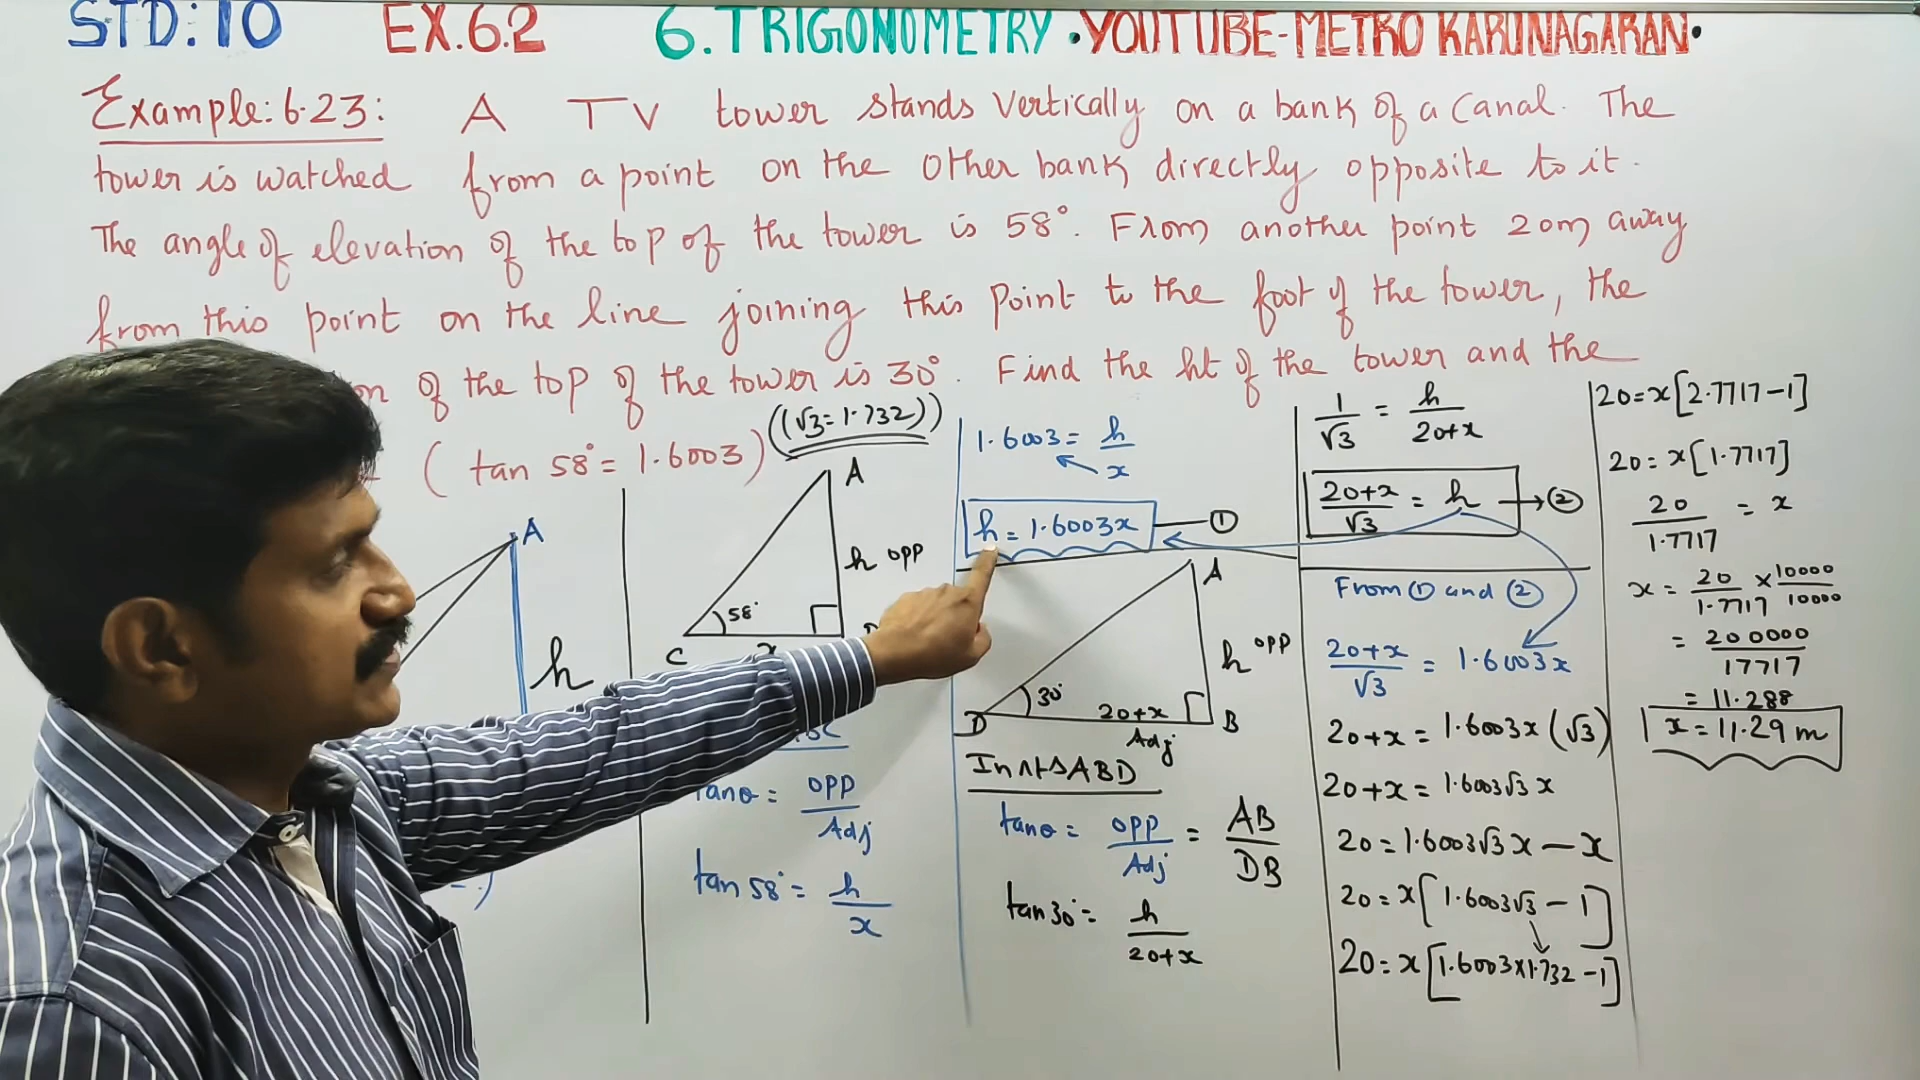 STD: 10 EX.6.2 6. TRIGONOMETRY • YOUTUBE-METRO KARUNAGARAN •
Example: 6.23: A TV tower stands vertically on a bank of a canal. The
tower is watched from a point on the other bank directly opposite to it.
The angle of elevation of the top of the tower is 58°. From another point 20m away
from this point on the line joining this point to the foot of the tower, the
of the top of the tower is 30°. Find the ht of the tower and the
(tan 58° = 1.6003) ((√3 = 1.732))
A
h
A
h opp
58°
C
x
tanθ = opp/Adj
tan 58° = h/x
1.6003 = h/x
h = 1.6003x → ①
A
h opp
30°
D 20+x B
Adj
In rt△ABD
tanθ = opp/Adj = AB/DB
tan 30° = h/20+x
1/√3 = h/20+x
20+x/√3 = h → ②
From ① and ②
20+x/√3 = 1.6003x
20+x = 1.6003x(√3)
20+x = 1.6003√3 x
20 = 1.6003√3 x - x
20 = x[1.6003√3 - 1]
20 = x[1.6003×1.732 - 1]
20 = x[2.7717-1]
20 = x[1.7717]
20/1.7717 = x
x = 20/1.7717 × 10000/10000
= 200000/17717
= 11.288
x = 11.29 m